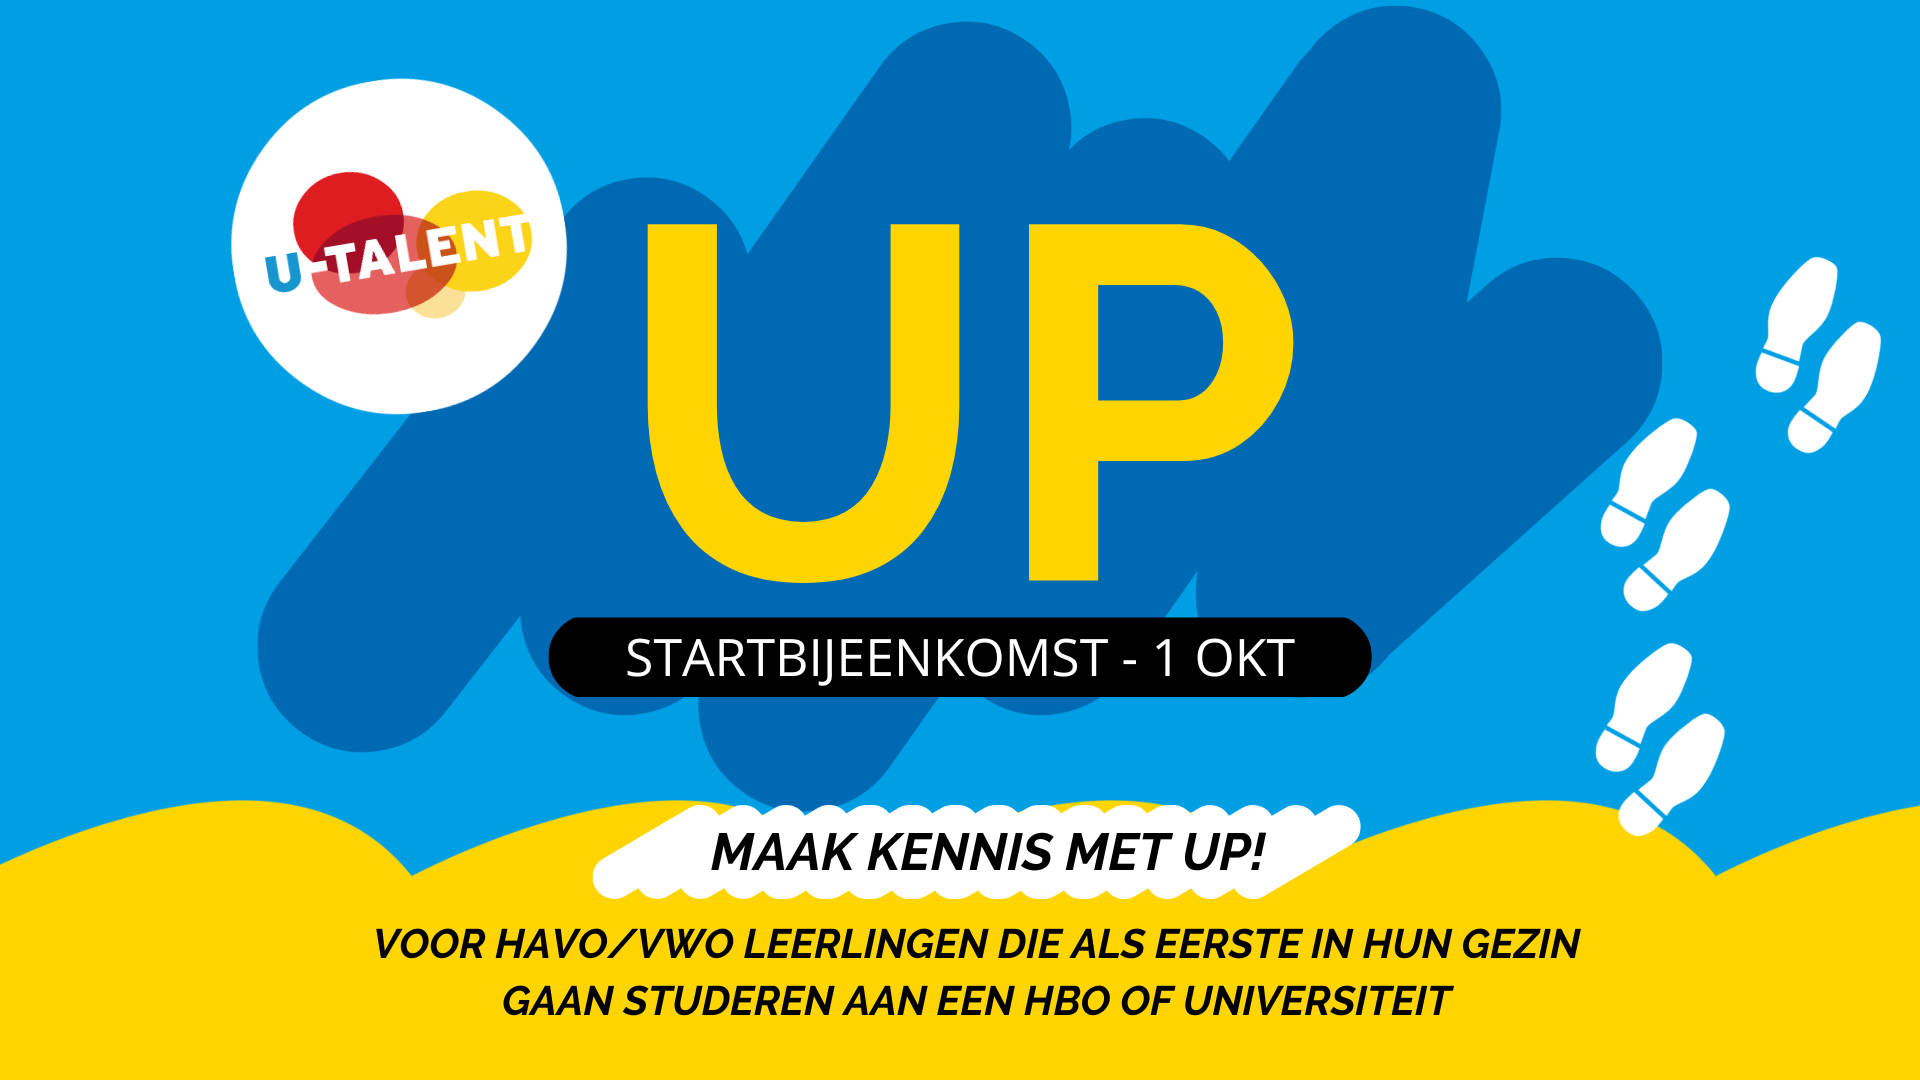 U-TALENT
UP
STARTBIJEENKOMST - 1 OKT
MAAK KENNIS MET UP!
VOOR HAVO/VWO LEERLINGEN DIE ALS EERSTE IN HUN GEZIN
GAAN STUDEREN AAN EEN HBO OF UNIVERSITEIT